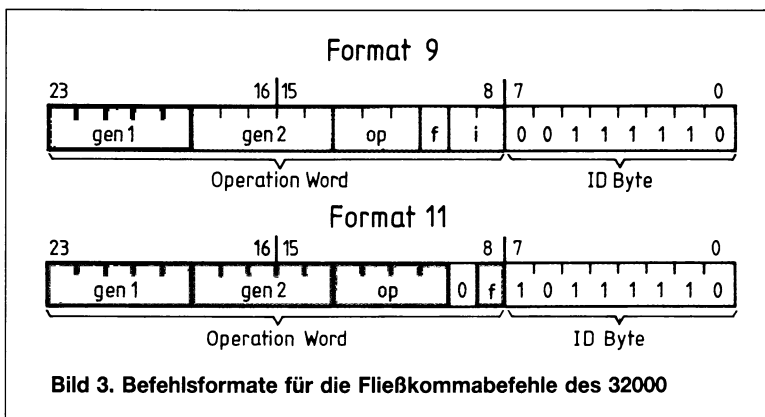 Format 9
23 16 15 8 7 0
gen 1 gen 2 op f i 0 0 1 1 1 1 1 0
Operation Word ID Byte
Format 11
23 16 15 8 7 0
gen 1 gen 2 op 0 f 1 0 1 1 1 1 1 0
Operation Word ID Byte
Bild 3. Befehlsformate für die Fließkommabefehle des 32000